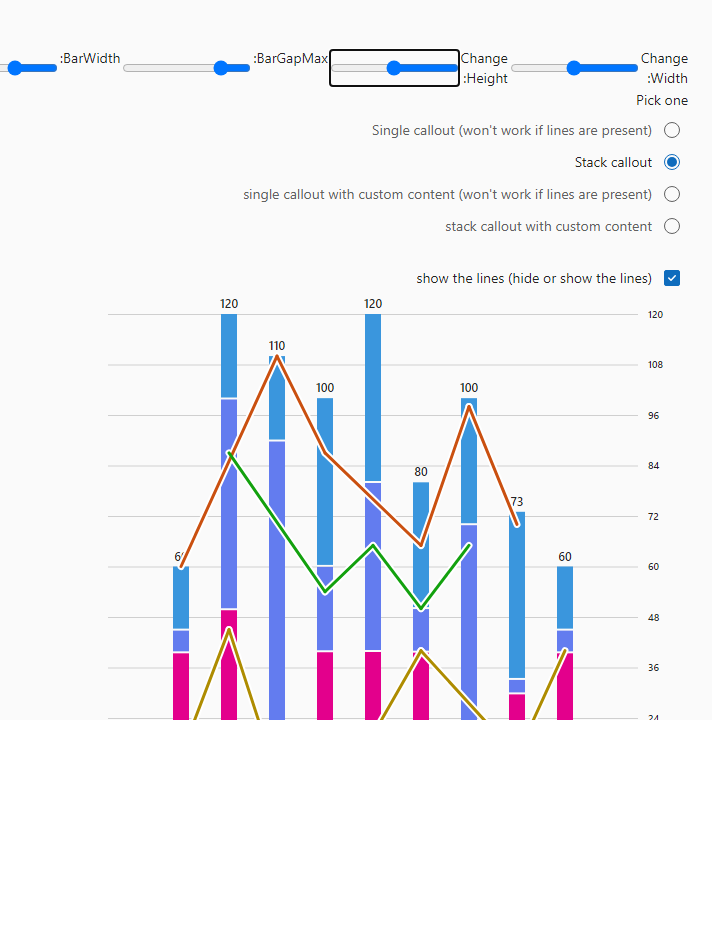 :BarWidth
:BarGapMax
Change
:Height
Change
:Width
Pick one
Single callout (won't work if lines are present)
Stack callout
single callout with custom content (won't work if lines are present)
stack callout with custom content
show the lines (hide or show the lines)
120
120
120
110
108
100
100
96
84
80
73
72
60
60
48
36
24